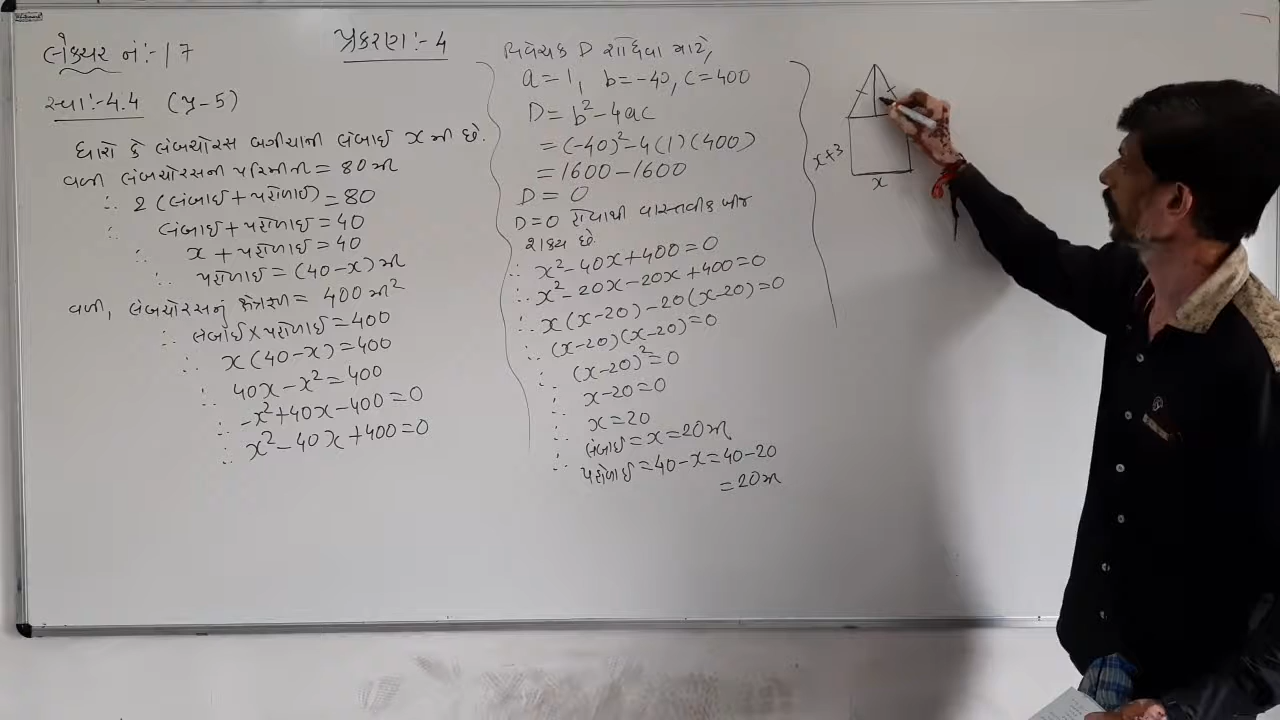 લેક્ચર નં:-17
પ્રકરણ:-4
સ્વા:-4.4 (પ્ર-5)
ધારો કે લંબચોરસ બગીચાની લંબાઈ x મી છે.
વળી લંબચોરસની પરિમીતી = 80 મી
∴ 2 (લંબાઈ + પહોળાઈ) = 80
∴ લંબાઈ + પહોળાઈ = 40
∴ x + પહોળાઈ = 40
∴ પહોળાઈ = (40-x) મી
વળી, લંબચોરસનું ક્ષેત્રફળ = 400 મી²
∴ લંબાઈ × પહોળાઈ = 400
∴ x(40-x) = 400
∴ 40x - x² = 400
∴ -x² + 40x - 400 = 0
∴ x² - 40x + 400 = 0
વિવેચક D શોધવા માટે,
a = 1, b = -40, c = 400
D = b² - 4ac
= (-40)² - 4(1)(400)
= 1600 - 1600
D = 0
D = 0 હોવાથી વાસ્તવીક બીજ
શક્ય છે.
∴ x² - 40x + 400 = 0
∴ x² - 20x - 20x + 400 = 0
∴ x(x-20) - 20(x-20) = 0
∴ (x-20)(x-20) = 0
∴ (x-20)² = 0
∴ x-20 = 0
∴ x = 20
∴ લંબાઈ = x = 20 મી
∴ પહોળાઈ = 40-x = 40-20
= 20 મી
x+3
x